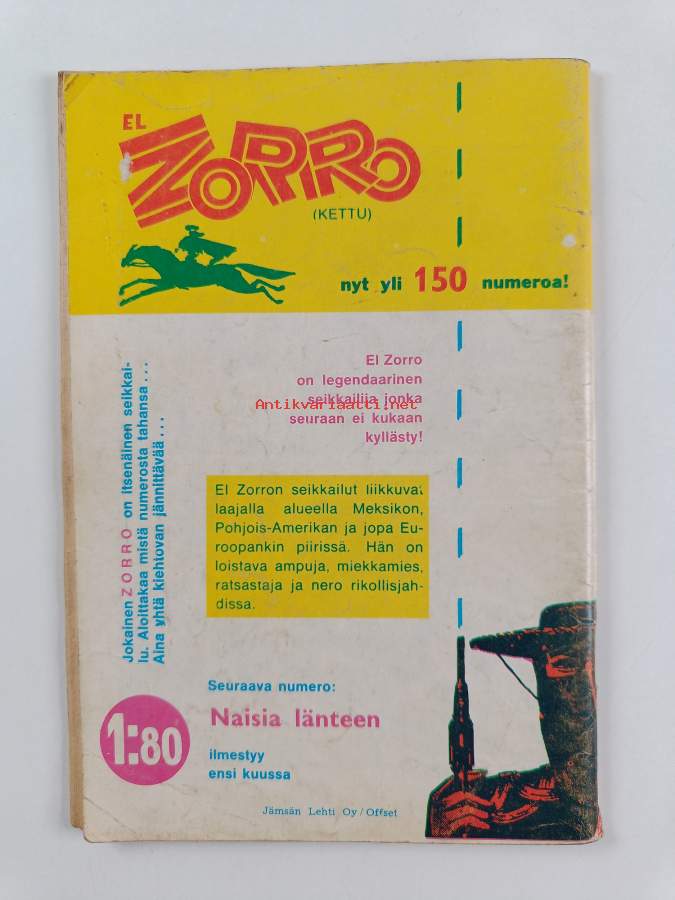 EL
ZORRO
(KETTU)
nyt yli 150 numeroa!
El Zorro
on legendaarinen
seikkailija jonka
Antikvariaatti.net
seuraan ei kukaan
kyllästy!
Jokainen ZORRO on itsenäinen seikkai-
lu. Aloittakaa mistä numerosta tahansa...
Aina yhtä kiehtovan jännittävää...
El Zorron seikkailut liikkuvat
laajalla alueella Meksikon,
Pohjois-Amerikan ja jopa Eu-
roopankin piirissä. Hän on
loistava ampuja, miekkamies,
ratsastaja ja nero rikollisjah-
dissa.
Seuraava numero:
Naisia länteen
ilmestyy
ensi kuussa
1:80
Jämsän Lehti Oy / Offset